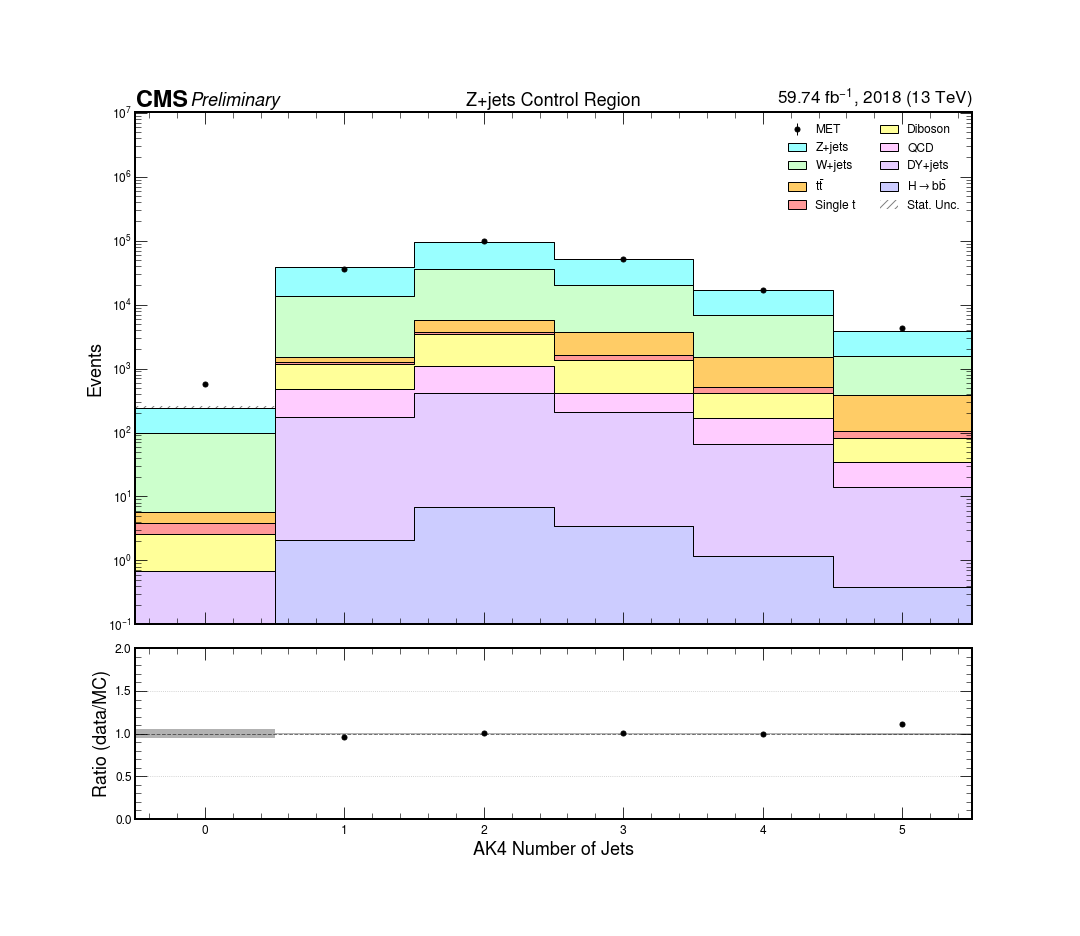 CMS Preliminary Z+jets Control Region 59.74 fb⁻¹, 2018 (13 TeV)
10⁷
10⁶
10⁵
10⁴
10³
10²
10¹
10⁰
10⁻¹
Events
MET
Z+jets
W+jets
tt̄
Single t
Diboson
QCD
DY+jets
H→bb̄
Stat. Unc.
2.0
1.5
1.0
0.5
0.0
Ratio (data/MC)
0 1 2 3 4 5
AK4 Number of Jets